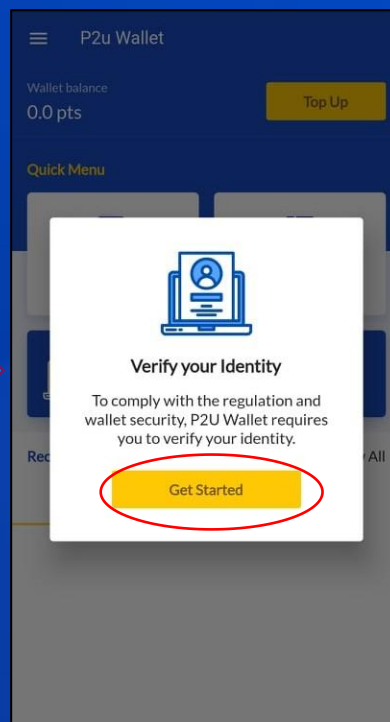 P2u Wallet
Wallet balance
0.0 pts
Top Up
Quick Menu
Verify your Identity
To comply with the regulation and
wallet security, P2U Wallet requires
you to verify your identity.
Rec
All
Get Started